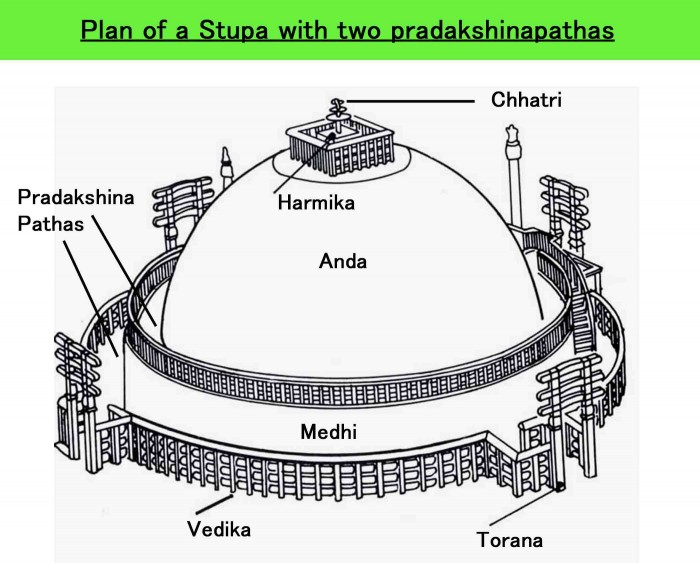 Plan of a Stupa with two pradakshinapathas
Chhatri
Pradakshina
Pathas
Harmika
Anda
Medhi
Vedika
Torana